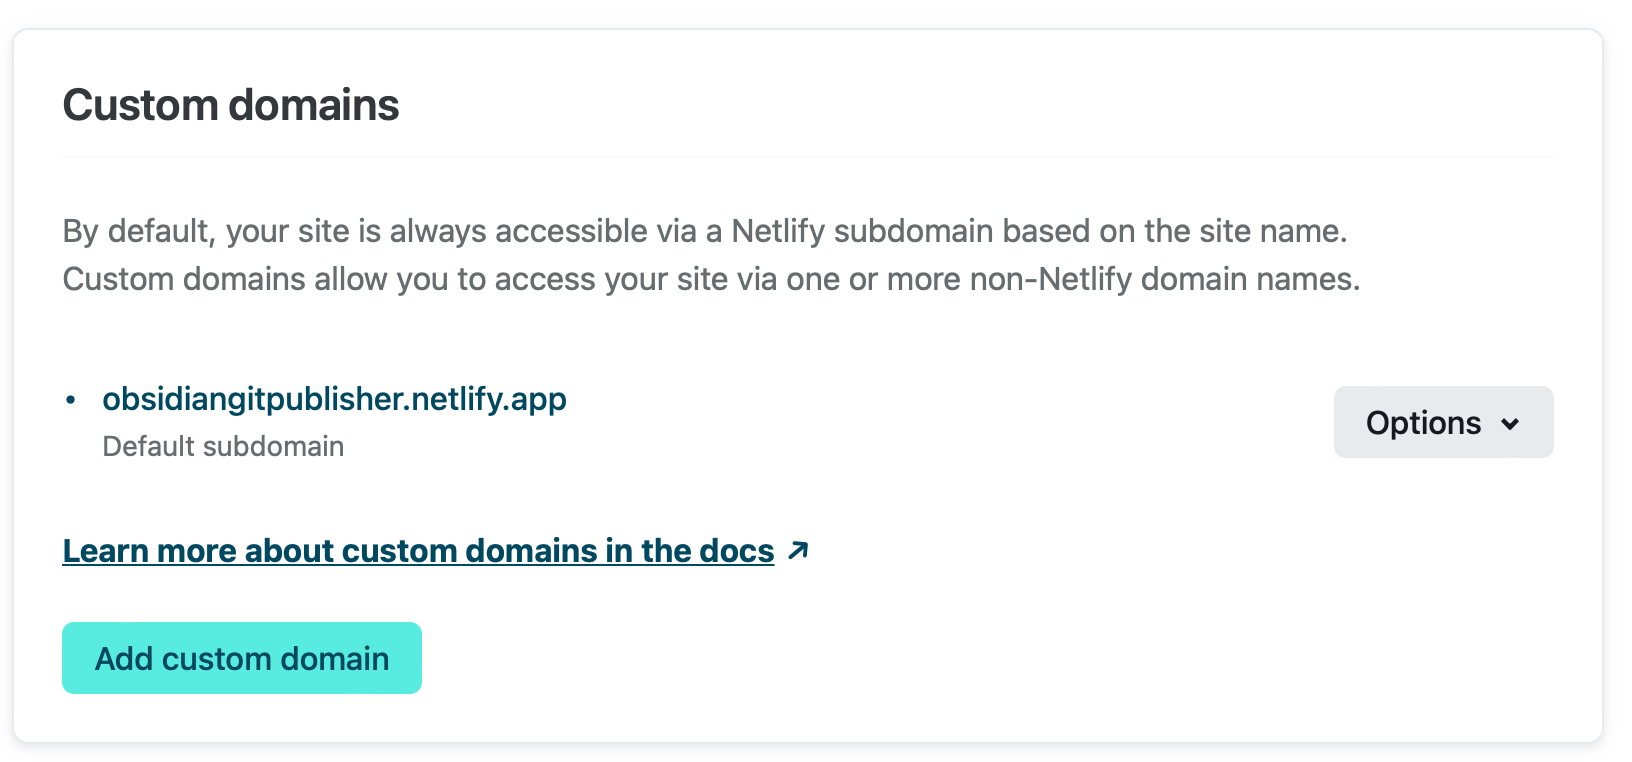 Custom domains
By default, your site is always accessible via a Netlify subdomain based on the site name.
Custom domains allow you to access your site via one or more non-Netlify domain names.
• obsidiangitpublisher.netlify.app
Default subdomain
Options
Learn more about custom domains in the docs ↗
Add custom domain